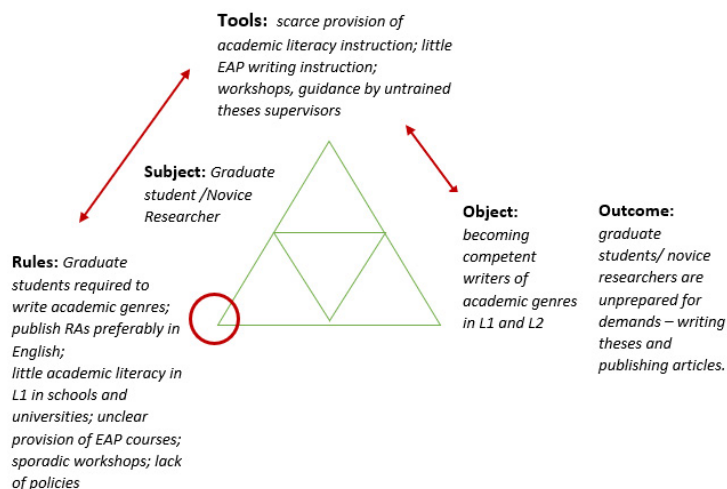 Tools: scarce provision of
academic literacy instruction; little
EAP writing instruction;
workshops, guidance by untrained
theses supervisors
Subject: Graduate
student /Novice
Researcher
Rules: Graduate
students required to
write academic genres;
publish RAs preferably in
English;
little academic literacy in
L1 in schools and
universities; unclear
provision of EAP courses;
sporadic workshops; lack
of policies
Object:
becoming
competent
writers of
academic genres
in L1 and L2
Outcome:
graduate
students/ novice
researchers are
unprepared for
demands – writing
theses and
publishing articles.